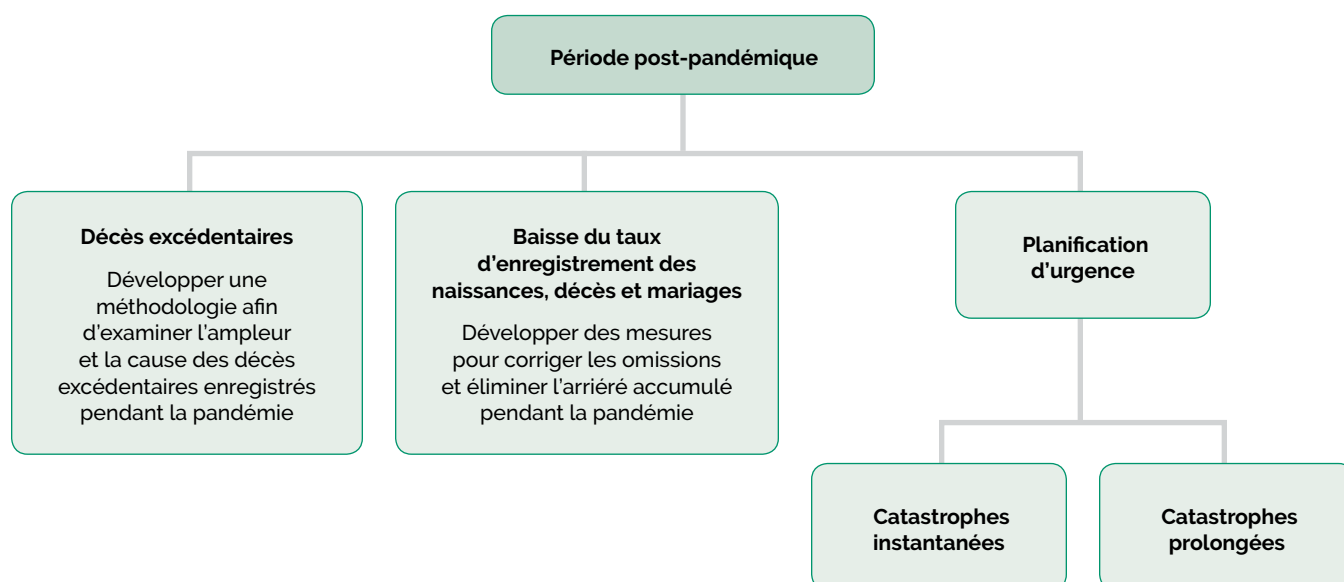 Période post-pandémique
Décès excédentaires
Développer une
méthodologie afin
d'examiner l'ampleur
et la cause des décès
excédentaires enregistrés
pendant la pandémie
Baisse du taux
d'enregistrement des
naissances, décès et mariages
Développer des mesures
pour corriger les omissions
et éliminer l'arriéré accumulé
pendant la pandémie
Planification
d'urgence
Catastrophes
instantanées
Catastrophes
prolongées